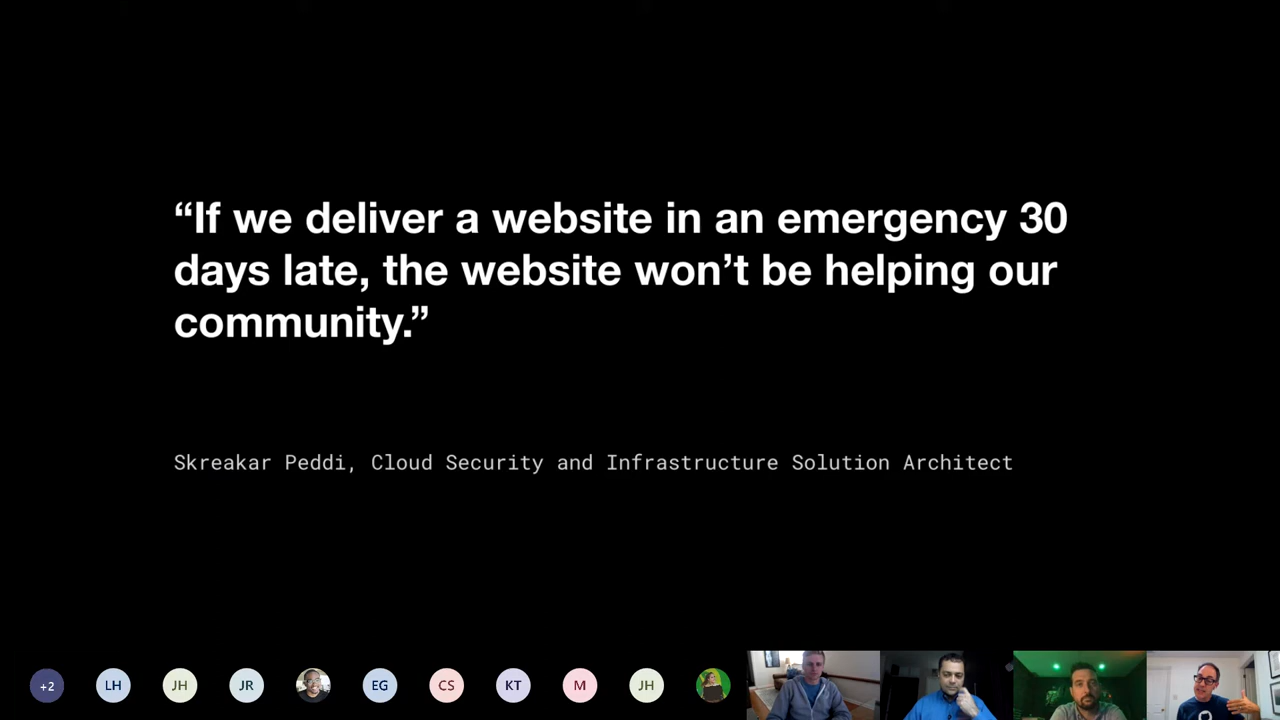 “If we deliver a website in an emergency 30
days late, the website won’t be helping our
community.”
Skreakar Peddi, Cloud Security and Infrastructure Solution Architect
+2 LH JH JR EG CS KT M JH